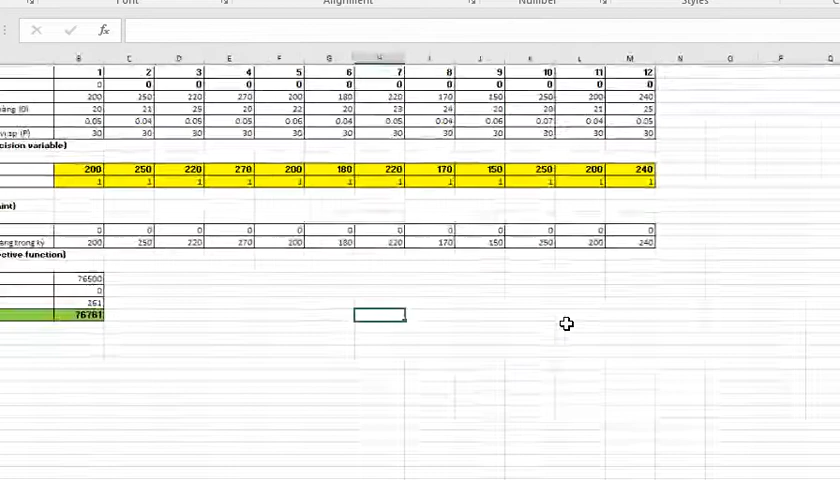 Font Alignment Number Styles
fx
B C D E F G H I J K L M N O P Q
1 2 3 4 5 6 7 8 9 10 11 12
0 0 0 0 0 0 0 0 0 0 0 0
200 250 220 270 200 180 220 170 150 250 200 240
àng (O) 20 21 25 20 22 20 23 24 20 20 21 25
0.05 0.04 0.05 0.04 0.06 0.04 0.05 0.04 0.06 0.07 0.04 0.05
(P) 30 30 30 30 30 30 30 30 30 30 30 30
cision variable)
200 250 220 270 200 180 220 170 150 250 200 240
1 1 1 1 1 1 1 1 1 1 1 1
int)
0 0 0 0 0 0 0 0 0 0 0 0
àng trong kỳ 200 250 220 270 200 180 220 170 150 250 200 240
ective function)
76500
0
261
76761